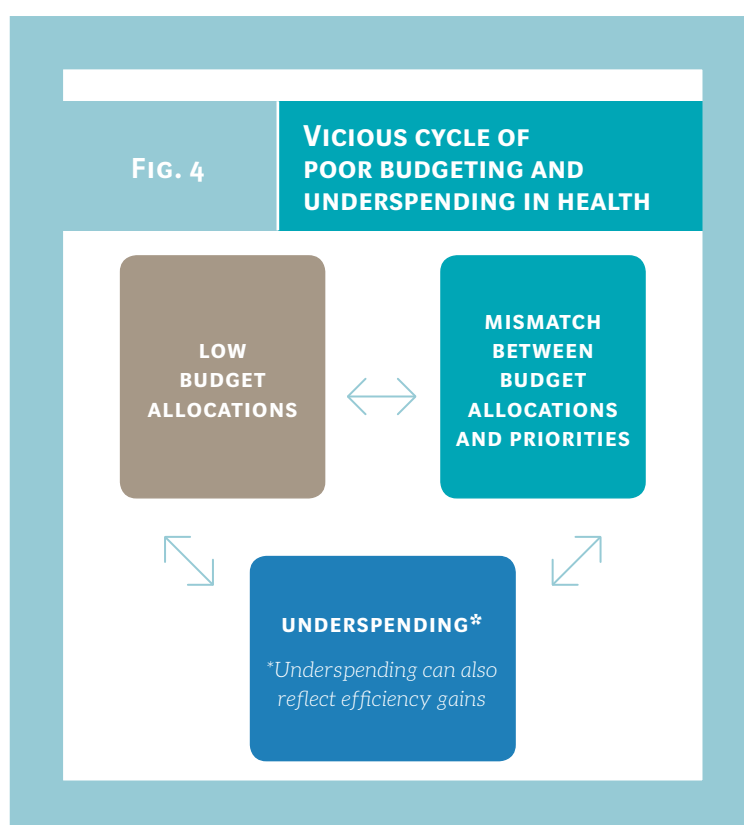 Fig. 4
Vicious cycle of
poor budgeting and
underspending in health
low
budget
allocations
mismatch
between
budget
allocations
and priorities
underspending*
*Underspending can also
reflect efficiency gains